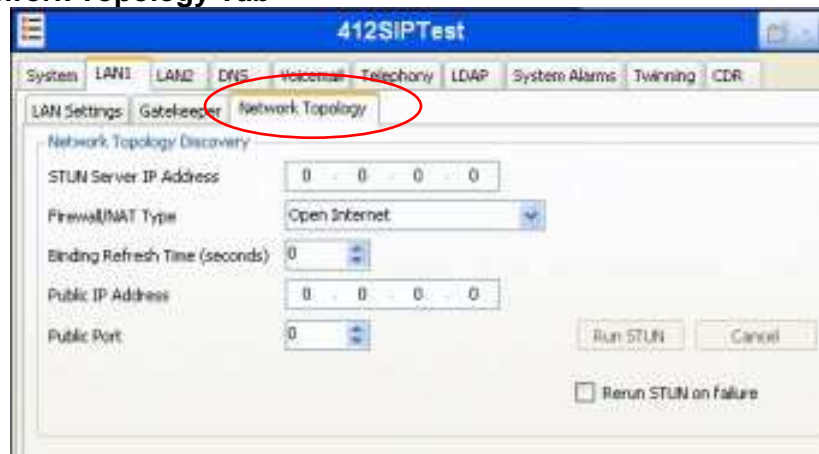 Topology Tab
412SIPTest
System LAN1 LAN2 DNS Voicemail Telephony LDAP System Alarms Twinning CDR
LAN Settings Gatekeeper Network Topology
Network Topology Discovery
STUN Server IP Address 0 . 0 . 0 . 0
Firewall/NAT Type Open Internet
Binding Refresh Time (seconds) 0
Public IP Address 0 . 0 . 0 . 0
Public Port 0 Run STUN Cancel
Rerun STUN on failure